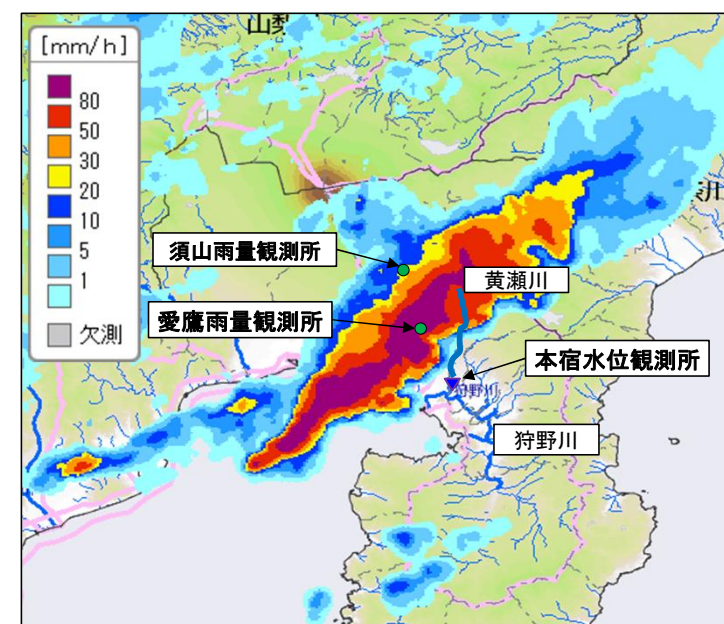 山梨
[mm/h]
80
50
30
20
10
5
1
欠測
須山雨量観測所
黄瀬川
愛鷹雨量観測所
本宿水位観測所
狩野川
狩野川